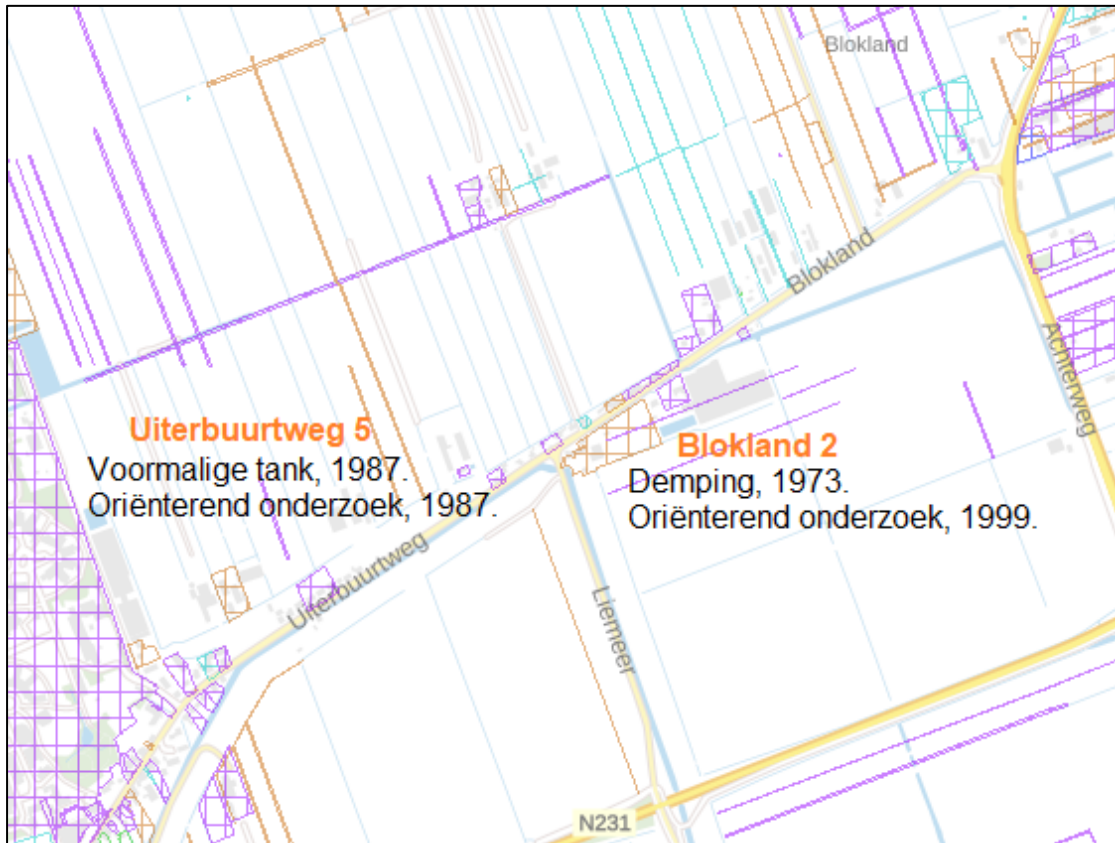 Blokland
Blokland
Achterweg
Uiterbuurtweg 5
Voormalige tank, 1987.
Oriënterend onderzoek, 1987.
Blokland 2
Demping, 1973.
Oriënterend onderzoek, 1999.
Uiterbuurtweg
Liemeer
N231